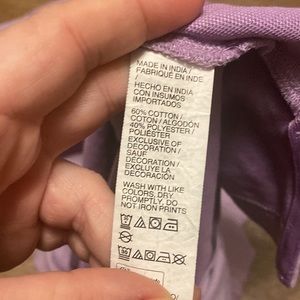 MADE IN INDIA /
FABRIQUÉ EN INDE
/
HECHO EN INDIA
CON INSUMOS
IMPORTADOS
60% COTTON /
COTON / ALGODÓN
40% POLYESTER /
POLIÉSTER
EXCLUSIVE OF
DECORATION /
SAUF
DÉCORATION /
EXCLUYE LA
DECORACIÓN
WASH WITH LIKE
COLORS, DRY
PROMPTLY, DO
NOT IRON PRINTS